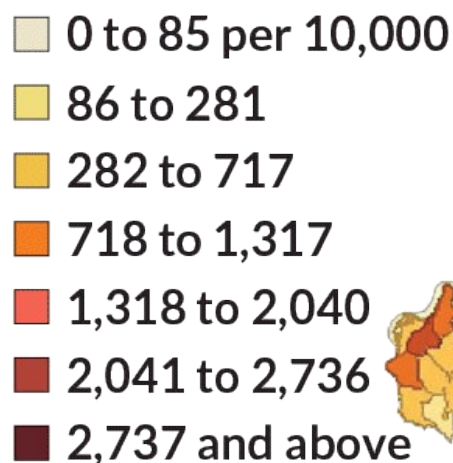 0 to 85 per 10,000
86 to 281
282 to 717
718 to 1,317
1,318 to 2,040
2,041 to 2,736
2,737 and above